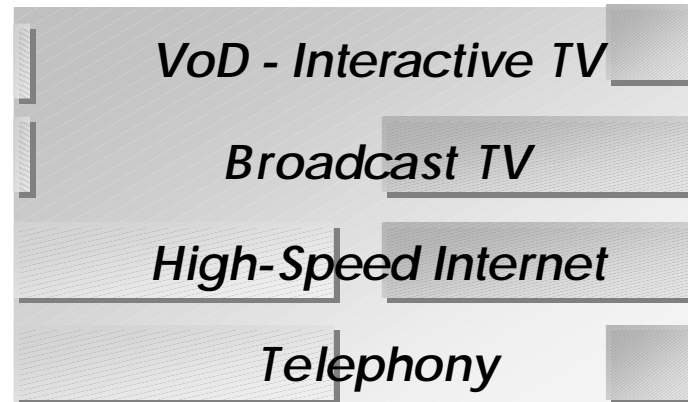 VoD - Interactive TV
Broadcast TV
High-Speed Internet
Telephony